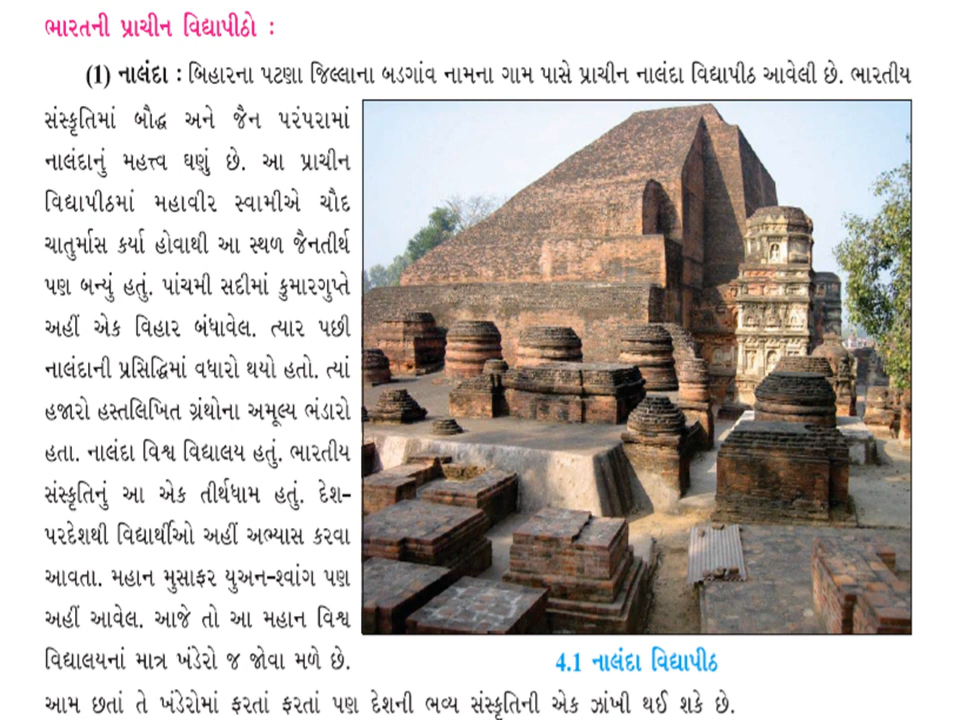 ભારતની પ્રાચીન વિદ્યાપીઠો :
(1) નાલંદા : બિહારના પટણા જિલ્લાના બડગાંવ નામના ગામ પાસે પ્રાચીન નાલંદા વિદ્યાપીઠ આવેલી છે. ભારતીય
સંસ્કૃતિમાં બૌદ્ધ અને જૈન પરંપરામાં
નાલંદાનું મહત્ત્વ ઘણું છે. આ પ્રાચીન
વિદ્યાપીઠમાં મહાવીર સ્વામીએ ચૌદ
ચાતુર્માસ કર્યા હોવાથી આ સ્થળ જૈનતીર્થ
પણ બન્યું હતું. પાંચમી સદીમાં કુમારગુપ્તે
અહીં એક વિહાર બંધાવેલ. ત્યાર પછી
નાલંદાની પ્રસિદ્ધિમાં વધારો થયો હતો. ત્યાં
હજારો હસ્તલિખિત ગ્રંથોના અમૂલ્ય ભંડારો
હતા. નાલંદા વિશ્વ વિદ્યાલય હતું. ભારતીય
સંસ્કૃતિનું આ એક તીર્થધામ હતું. દેશ-
પરદેશથી વિદ્યાર્થીઓ અહીં અભ્યાસ કરવા
આવતા. મહાન મુસાફર યુઅન-શ્વાંગ પણ
અહીં આવેલ. આજે તો આ મહાન વિશ્વ
વિદ્યાલયનાં માત્ર ખંડેરો જ જોવા મળે છે.
4.1 નાલંદા વિદ્યાપીઠ
આમ છતાં તે ખંડેરોમાં ફરતાં ફરતાં પણ દેશની ભવ્ય સંસ્કૃતિની એક ઝાંખી થઈ શકે છે.